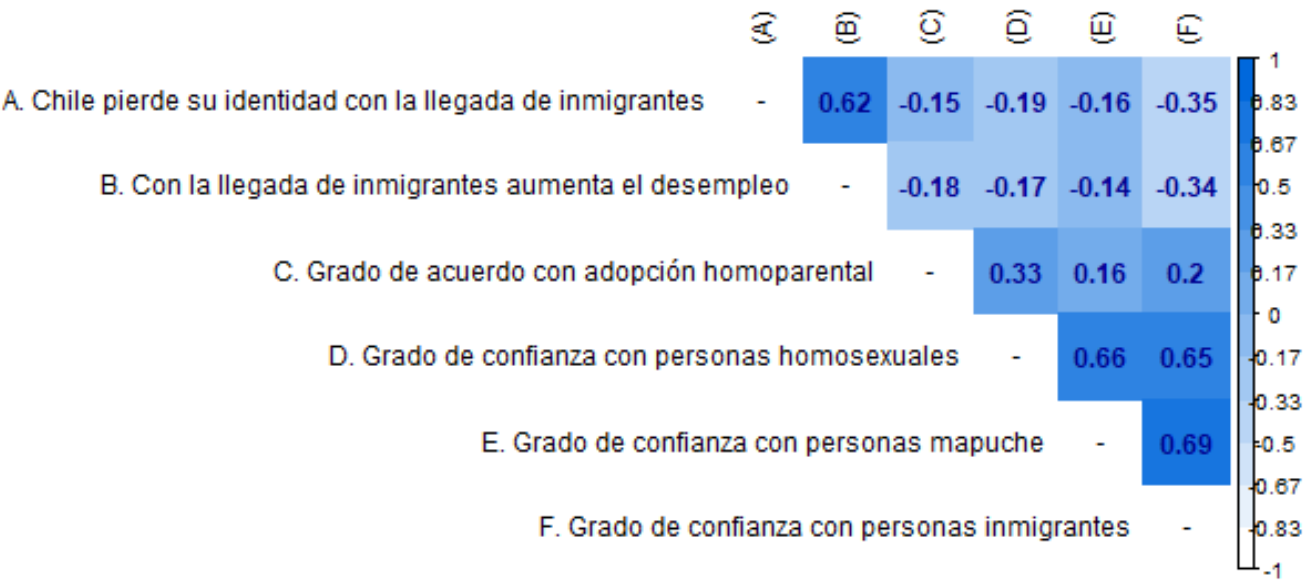 (A) (B) (C) (D) (E) (F)
A. Chile pierde su identidad con la llegada de inmigrantes - 0.62 -0.15 -0.19 -0.16 -0.35
B. Con la llegada de inmigrantes aumenta el desempleo - -0.18 -0.17 -0.14 -0.34
C. Grado de acuerdo con adopción homoparental - 0.33 0.16 0.2
D. Grado de confianza con personas homosexuales - 0.66 0.65
E. Grado de confianza con personas mapuche - 0.69
F. Grado de confianza con personas inmigrantes -
1
0.83
0.67
0.5
0.33
0.17
0
-0.17
-0.33
-0.5
-0.67
-0.83
-1